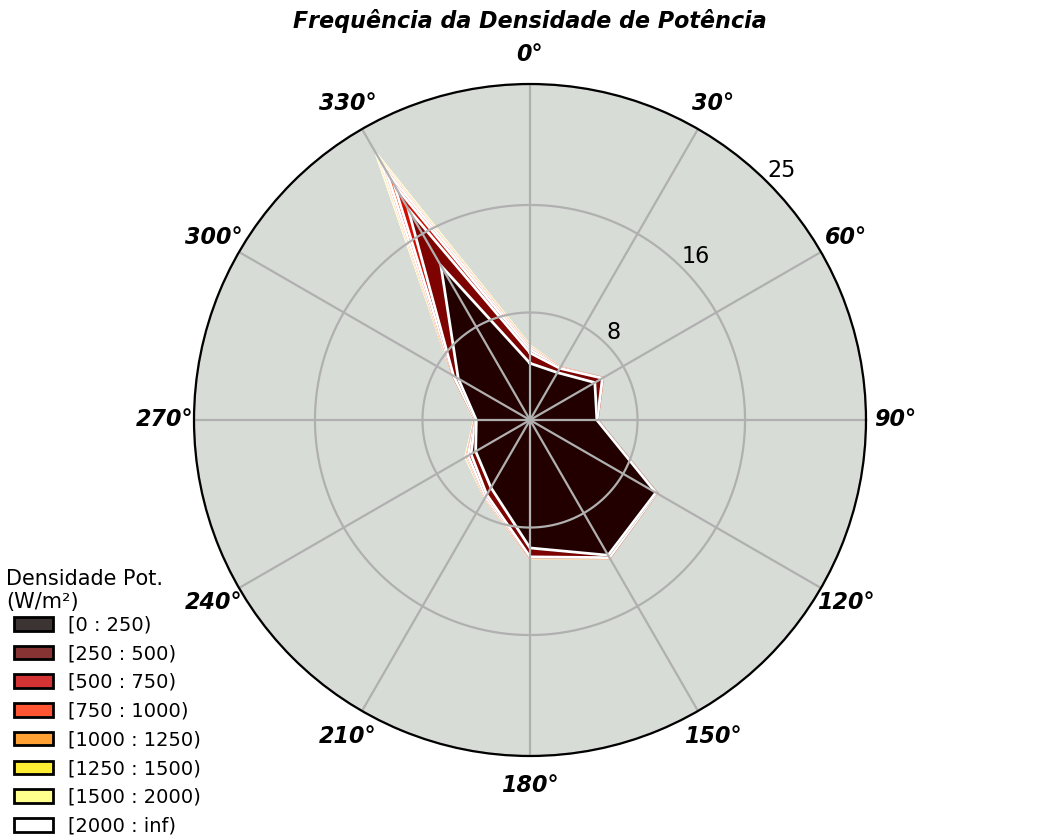 Frequência da Densidade de Potência
0°
30°
60°
90°
120°
150°
180°
210°
240°
270°
300°
330°
8
16
25
Densidade Pot.
(W/m²)
[0 : 250)
[250 : 500)
[500 : 750)
[750 : 1000)
[1000 : 1250)
[1250 : 1500)
[1500 : 2000)
[2000 : inf)